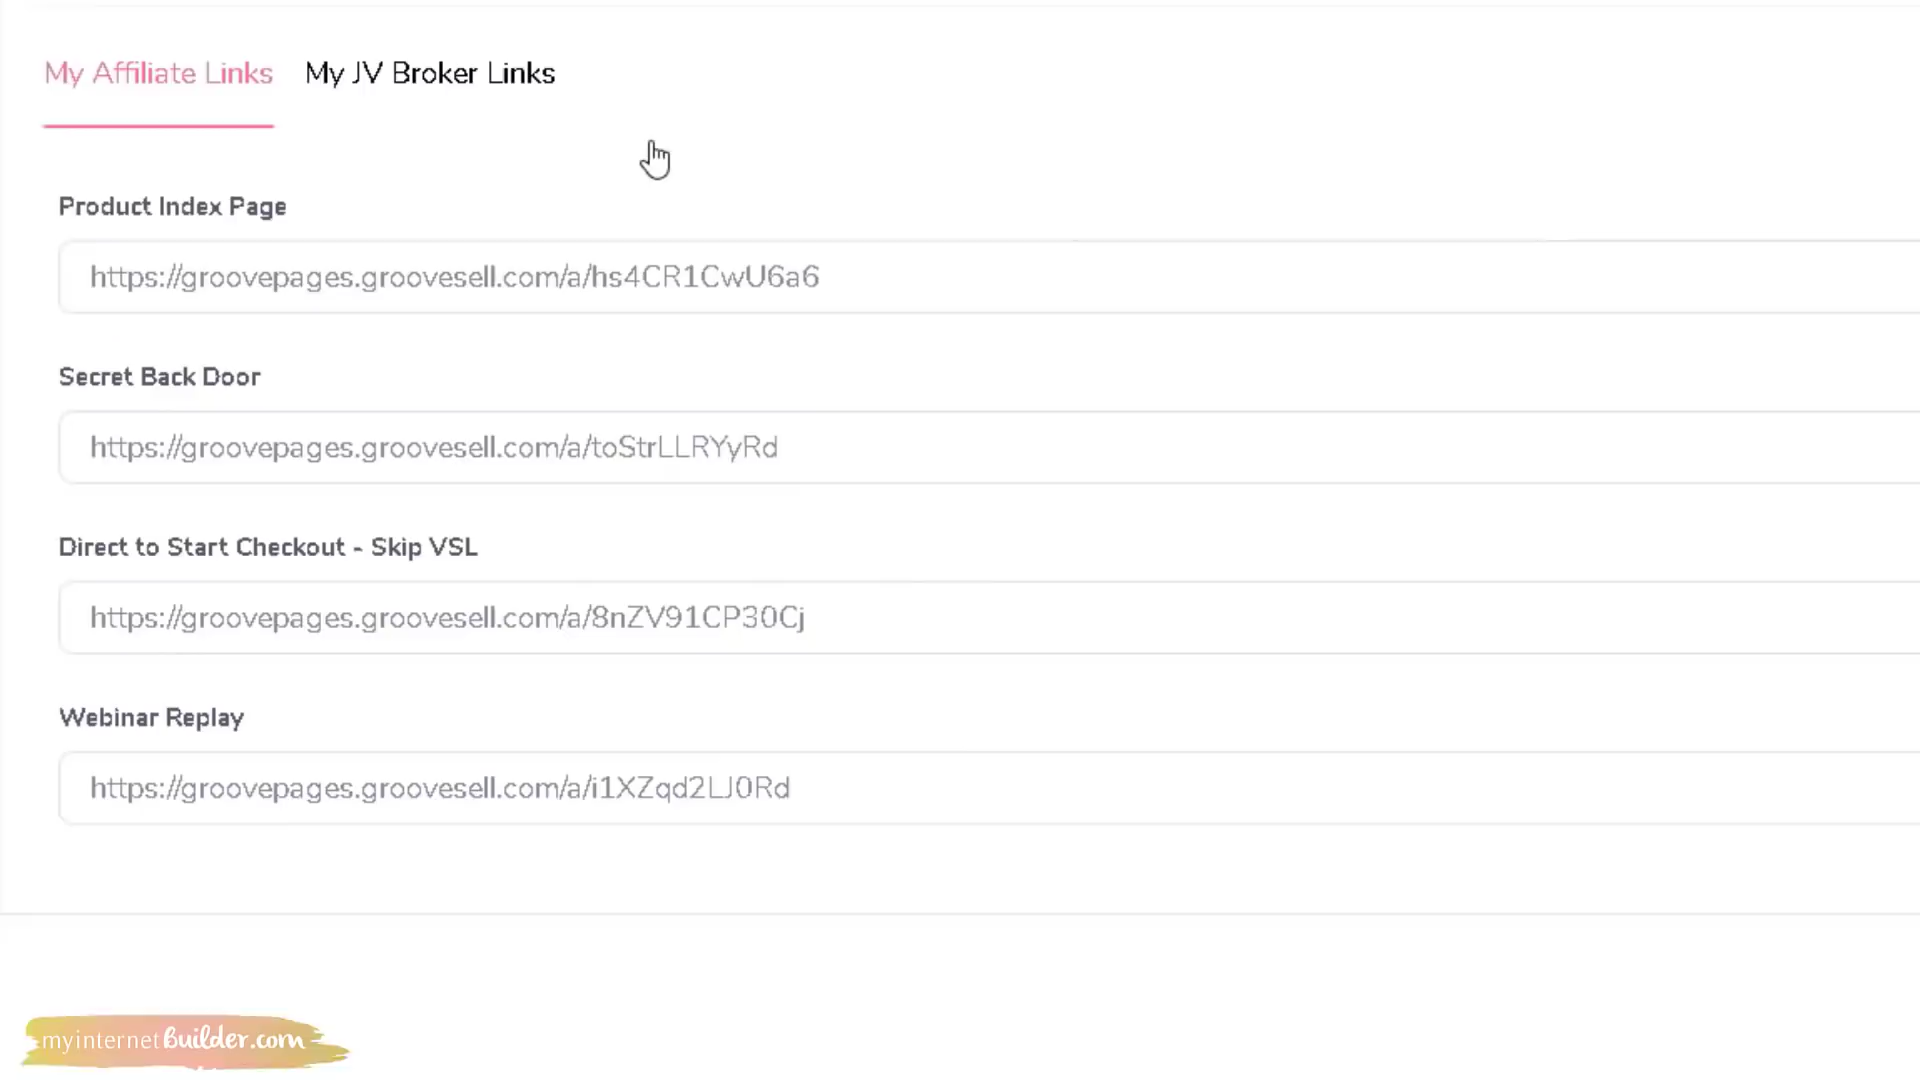 My Affiliate Links My JV Broker Links
Product Index Page
https://groovepages.groovesell.com/a/hs4CR1CwU6a6
Secret Back Door
https://groovepages.groovesell.com/a/toStrLLRYyRd
Direct to Start Checkout - Skip VSL
https://groovepages.groovesell.com/a/8nZV91CP30Cj
Webinar Replay
https://groovepages.groovesell.com/a/i1XZqd2LJ0Rd
myinternetBuilder.com